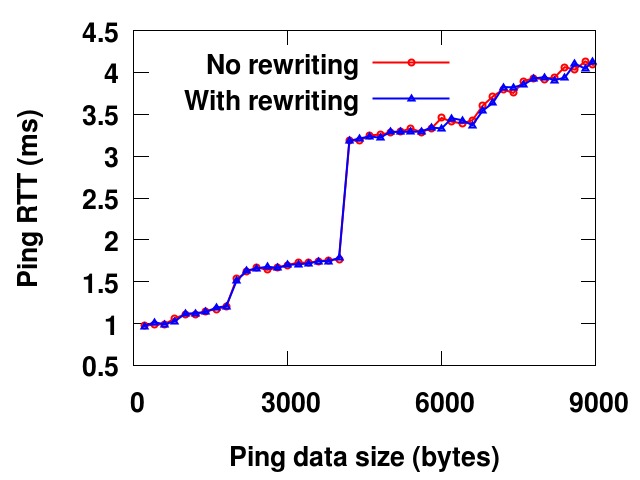 4.5
4
3.5
3
2.5
2
1.5
1
0.5
Ping RTT (ms)
No rewriting
With rewriting
0 3000 6000 9000
Ping data size (bytes)